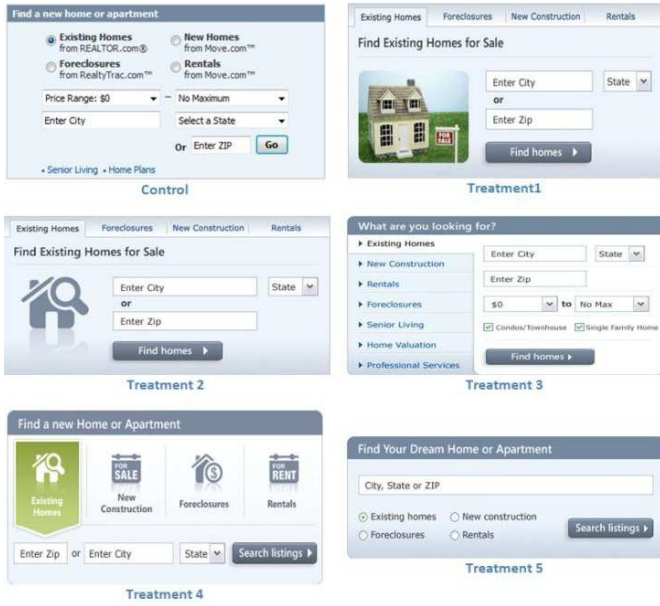 Find a new home or apartment
Existing Homes
from REALTOR.com®
New Homes
from Move.com™
Foreclosures
from RealtyTrac.com™
Rentals
from Move.com™
Price Range: $0 – No Maximum
Enter City Select a State
Or Enter ZIP Go
Senior Living Home Plans
Control
Existing Homes Foreclosures New Construction Rentals
Find Existing Homes for Sale
FOR SALE
Enter City State
or
Enter Zip
Find homes
Treatment1
Existing Homes Foreclosures New Construction Rentals
Find Existing Homes for Sale
Enter City State
or
Enter Zip
Find homes
Treatment 2
What are you looking for?
Existing Homes
New Construction
Rentals
Foreclosures
Senior Living
Home Valuation
Professional Services
Enter City State
Enter Zip
$0 to No Max
Condos/Townhouse Single Family Home
Find homes
Treatment 3
Find a new Home or Apartment
Existing Homes
FOR SALE
New Construction
$
Foreclosures
FOR RENT
Rentals
Enter Zip or Enter City State Search listings
Treatment 4
Find Your Dream Home or Apartment
City, State or ZIP
Existing homes New construction
Foreclosures Rentals
Search listings
Treatment 5